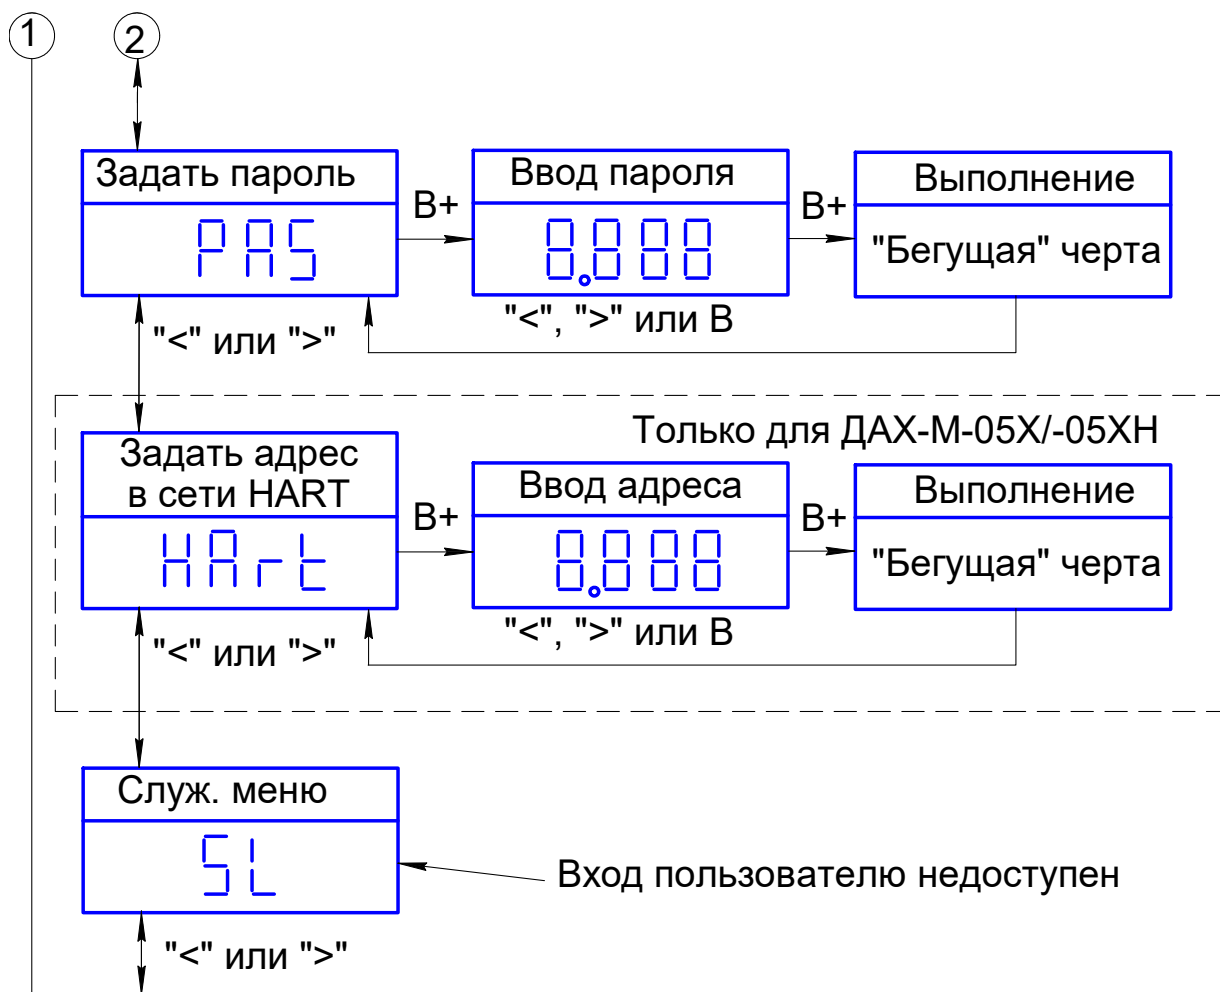 1
2
Задать пароль
PAS
В+
Ввод пароля
8.888
"<", ">" или В
В+
Выполнение
"Бегущая" черта
"<" или ">"
Только для ДАХ-М-05Х/-05ХН
Задать адрес
в сети HART
HArt
В+
Ввод адреса
8.888
"<", ">" или В
В+
Выполнение
"Бегущая" черта
"<" или ">"
Служ. меню
SL
Вход пользователю недоступен
"<" или ">"